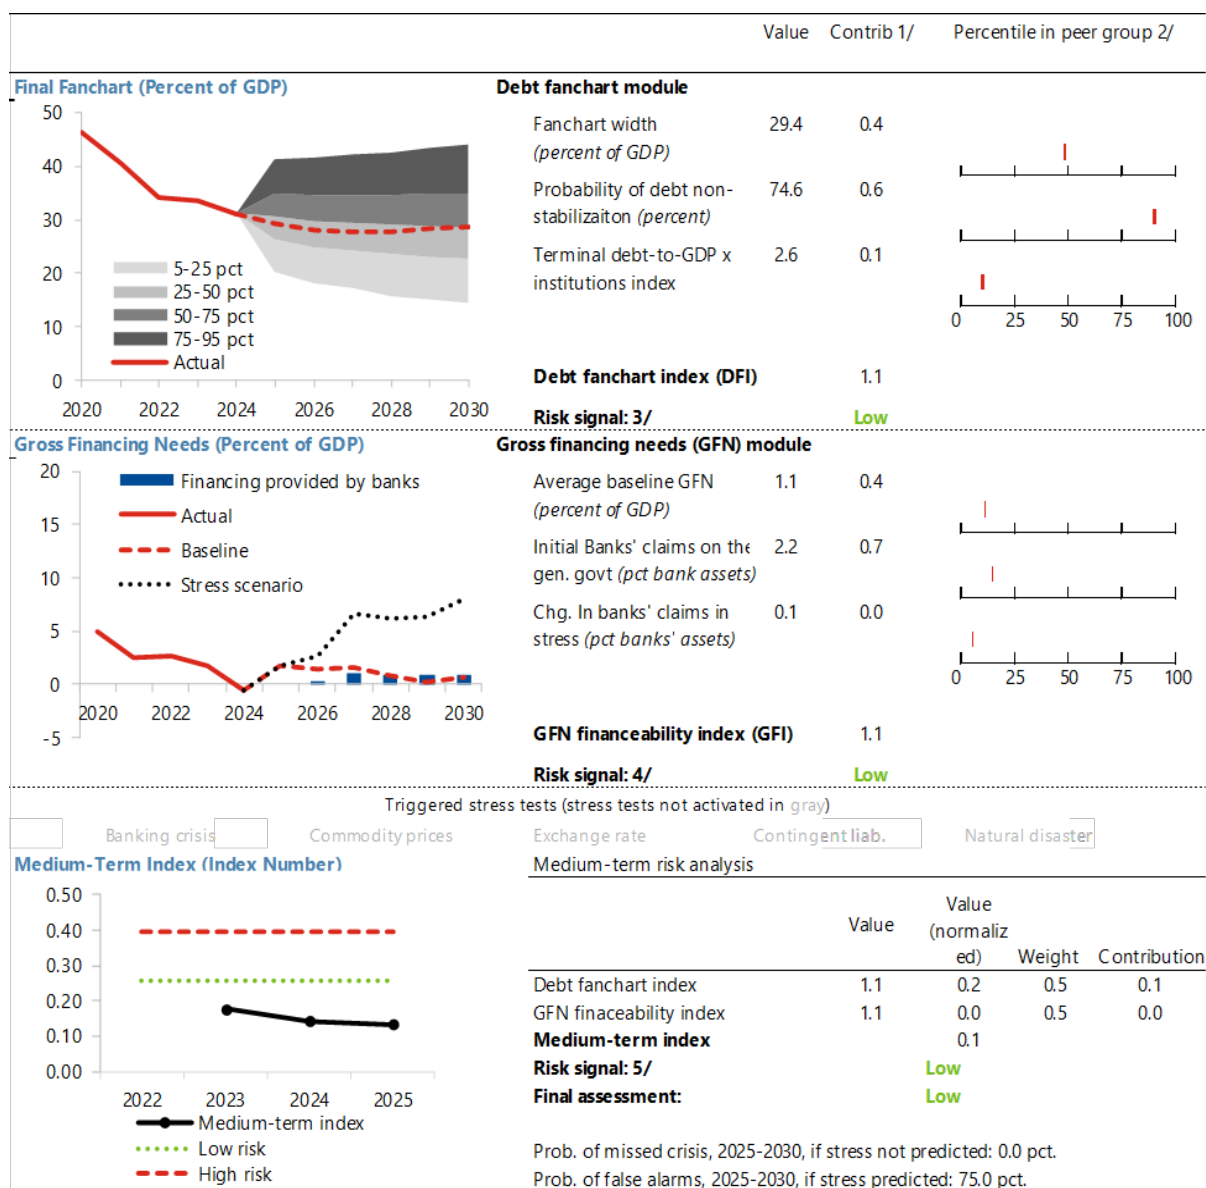 Value Contrib 1/ Percentile in peer group 2/
Final Fanchart (Percent of GDP)
50
40
30
20
10
0
5-25 pct
25-50 pct
50-75 pct
75-95 pct
Actual
2020 2022 2024 2026 2028 2030
Debt fanchart module
Fanchart width 29.4 0.4
(percent of GDP)
Probability of debt non- 74.6 0.6
stabilizaiton (percent)
Terminal debt-to-GDP x 2.6 0.1
institutions index
0 25 50 75 100
Debt fanchart index (DFI) 1.1
Risk signal: 3/ Low
Gross Financing Needs (Percent of GDP)
20
15
10
5
0
-5
Financing provided by banks
Actual
Baseline
Stress scenario
2020 2022 2024 2026 2028 2030
Gross financing needs (GFN) module
Average baseline GFN 1.1 0.4
(percent of GDP)
Initial Banks' claims on the 2.2 0.7
gen. govt (pct bank assets)
Chg. In banks' claims in 0.1 0.0
stress (pct banks' assets)
0 25 50 75 100
GFN financeability index (GFI) 1.1
Risk signal: 4/ Low
Triggered stress tests (stress tests not activated in gray)
Banking crisis Commodity prices Exchange rate Contingent liab. Natural disaster
Medium-Term Index (Index Number)
0.50
0.40
0.30
0.20
0.10
0.00
2022 2023 2024 2025
Medium-term index
Low risk
High risk
Medium-term risk analysis
Value
Value (normaliz
ed) Weight Contribution
Debt fanchart index 1.1 0.2 0.5 0.1
GFN finaceability index 1.1 0.0 0.5 0.0
Medium-term index 0.1
Risk signal: 5/ Low
Final assessment: Low
Prob. of missed crisis, 2025-2030, if stress not predicted: 0.0 pct.
Prob. of false alarms, 2025-2030, if stress predicted: 75.0 pct.